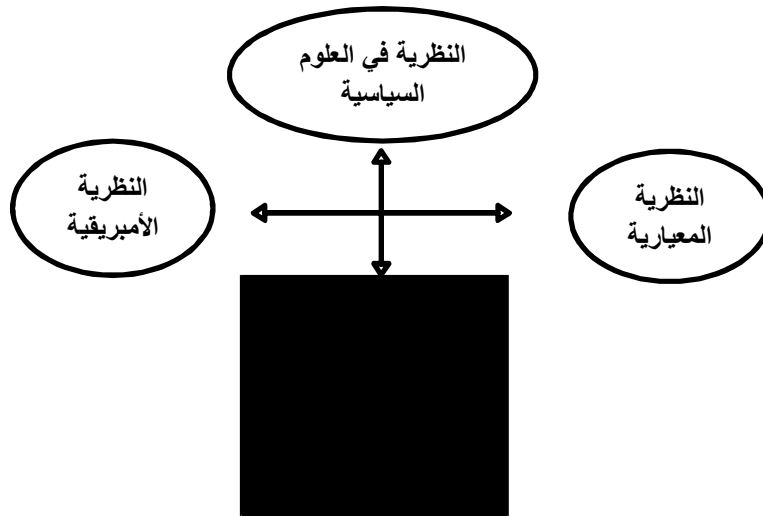 النظرية في العلوم
السياسية
النظرية
المعيارية
النظرية
الأمبريقية